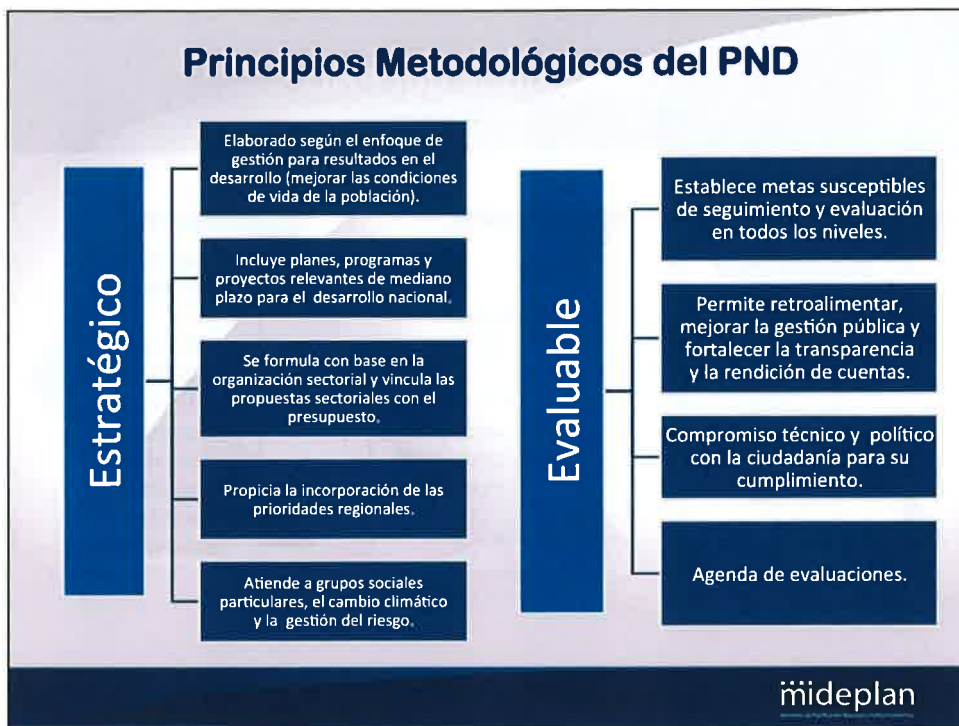 Principios Metodológicos del PND
Estratégico
Elaborado según el enfoque de
gestión para resultados en el
desarrollo (mejorar las condiciones
de vida de la población).
Incluye planes, programas y
proyectos relevantes de mediano
plazo para el desarrollo nacional.
Se formula con base en la
organización sectorial y vincula las
propuestas sectoriales con el
presupuesto.
Propicia la incorporación de las
prioridades regionales.
Atiende a grupos sociales
particulares, el cambio climático
y la gestión del riesgo.
Evaluable
Establece metas susceptibles
de seguimiento y evaluación
en todos los niveles.
Permite retroalimentar,
mejorar la gestión pública y
fortalecer la transparencia
y la rendición de cuentas.
Compromiso técnico y político
con la ciudadanía para su
cumplimiento.
Agenda de evaluaciones.
mideplan